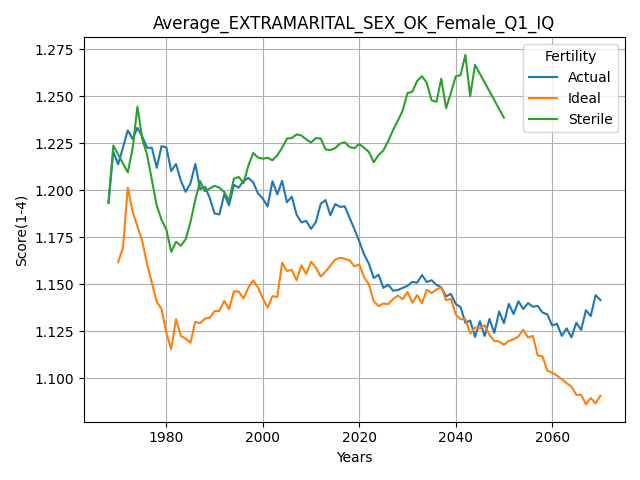 Average_EXTRAMARITAL_SEX_OK_Female_Q1_IQ
Fertility
Actual
Ideal
Sterile
Score(1-4)
1.275
1.250
1.225
1.200
1.175
1.150
1.125
1.100
1980
2000
2020
2040
2060
Years